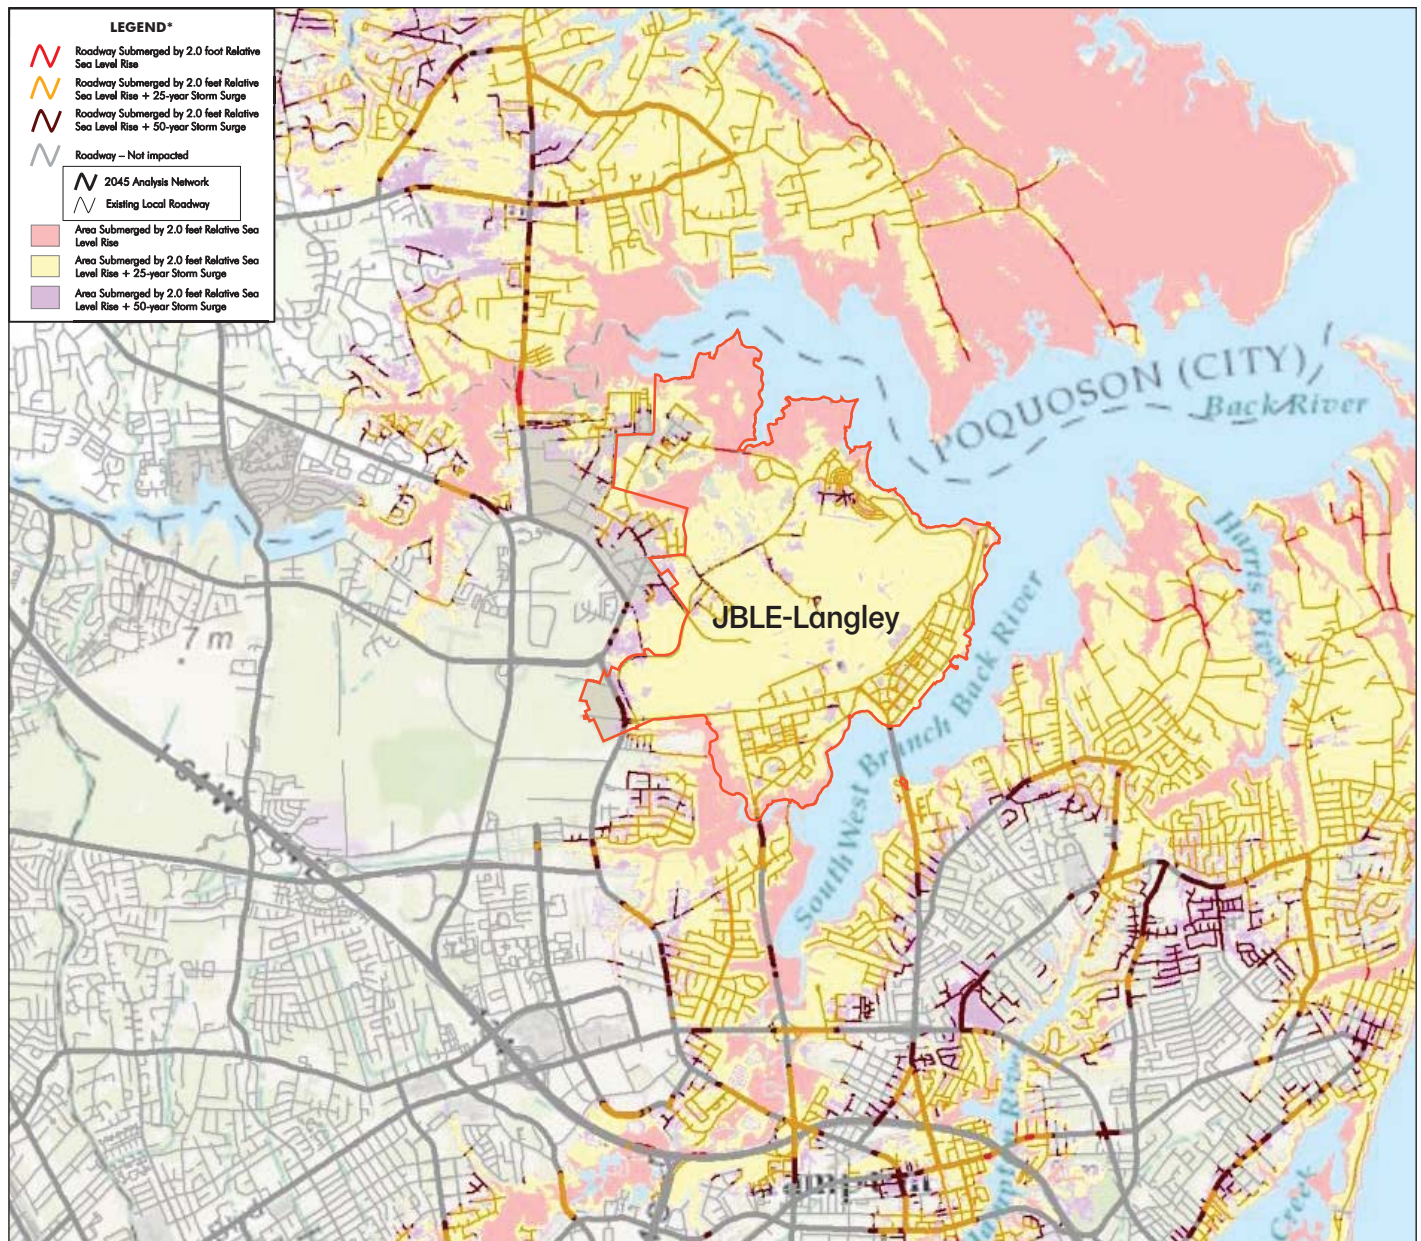 LEGEND*
Roadway Submerged by 2.0 foot Relative
Sea Level Rise
Roadway Submerged by 2.0 feet Relative
Sea Level Rise + 25-year Storm Surge
Roadway Submerged by 2.0 feet Relative
Sea Level Rise + 50-year Storm Surge
Roadway – Not impacted
2045 Analysis Network
Existing Local Roadway
Area Submerged by 2.0 feet Relative Sea
Level Rise
Area Submerged by 2.0 feet Relative Sea
Level Rise + 25-year Storm Surge
Area Submerged by 2.0 feet Relative Sea
Level Rise + 50-year Storm Surge
POQUOSON (CITY)
Back River
Harris River
JBLE-Langley
7 m
South West Branch Back River
River
Creek